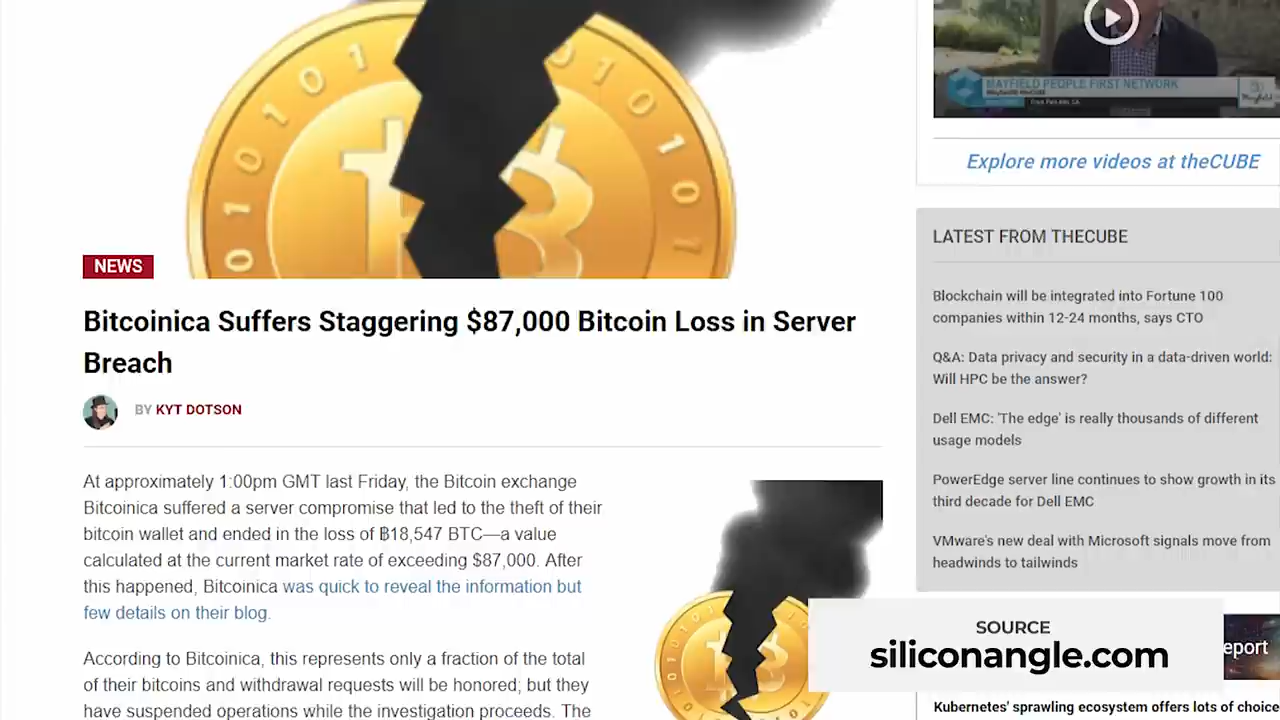 MAYFIELD PEOPLE FIRST NETWORK
Explore more videos at theCUBE
LATEST FROM THECUBE
Blockchain will be integrated into Fortune 100
companies within 12-24 months, says CTO
Q&A: Data privacy and security in a data-driven world:
Will HPC be the answer?
Dell EMC: 'The edge' is really thousands of different
usage models
PowerEdge server line continues to show growth in its
third decade for Dell EMC
VMware's new deal with Microsoft signals move from
headwinds to tailwinds
NEWS
Bitcoinica Suffers Staggering $87,000 Bitcoin Loss in Server
Breach
BY KYT DOTSON
At approximately 1:00pm GMT last Friday, the Bitcoin exchange
Bitcoinica suffered a server compromise that led to the theft of their
bitcoin wallet and ended in the loss of ฿18,547 BTC—a value
calculated at the current market rate of exceeding $87,000. After
this happened, Bitcoinica was quick to reveal the information but
few details on their blog.
According to Bitcoinica, this represents only a fraction of the total
of their bitcoins and withdrawal requests will be honored; but they
have suspended operations while the investigation proceeds. The
SOURCE
siliconangle.com
eport
Kubernetes' sprawling ecosystem offers lots of choice